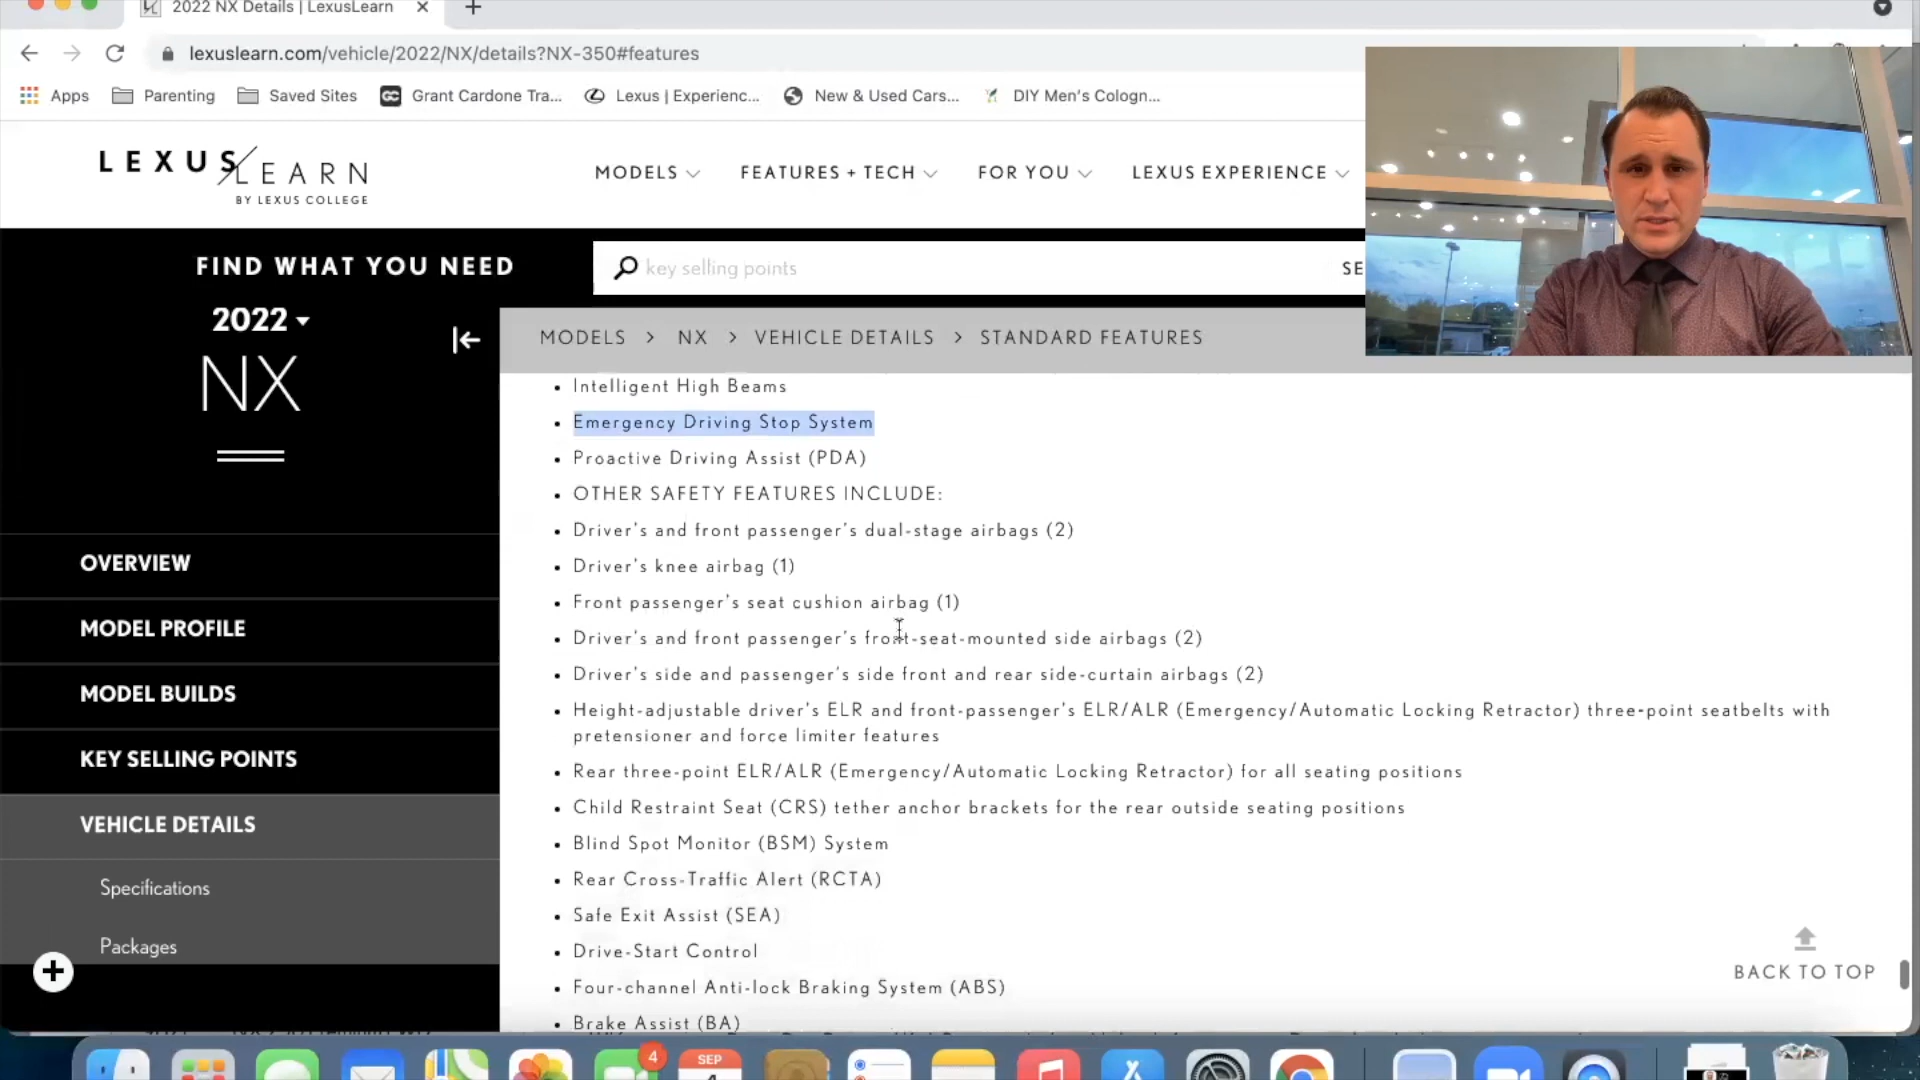 2022 NX Details | LexusLearn
lexuslearn.com/vehicle/2022/NX/details?NX-350#features
Apps Parenting Saved Sites Grant Cardone Tra... Lexus | Experienc... New & Used Cars... DIY Men's Cologn...
LEXUS
LEARN
BY LEXUS COLLEGE
MODELS FEATURES + TECH FOR YOU LEXUS EXPERIENCE
FIND WHAT YOU NEED
key selling points SE
2022
NX
MODELS > NX > VEHICLE DETAILS > STANDARD FEATURES
• Intelligent High Beams
• Emergency Driving Stop System
• Proactive Driving Assist (PDA)
• OTHER SAFETY FEATURES INCLUDE:
• Driver's and front passenger's dual-stage airbags (2)
• Driver's knee airbag (1)
• Front passenger's seat cushion airbag (1)
• Driver's and front passenger's front-seat-mounted side airbags (2)
• Driver's side and passenger's side front and rear side-curtain airbags (2)
• Height-adjustable driver's ELR and front-passenger's ELR/ALR (Emergency/Automatic Locking Retractor) three-point seatbelts with
pretensioner and force limiter features
• Rear three-point ELR/ALR (Emergency/Automatic Locking Retractor) for all seating positions
• Child Restraint Seat (CRS) tether anchor brackets for the rear outside seating positions
• Blind Spot Monitor (BSM) System
• Rear Cross-Traffic Alert (RCTA)
• Safe Exit Assist (SEA)
• Drive-Start Control
• Four-channel Anti-lock Braking System (ABS)
• Brake Assist (BA)
OVERVIEW
MODEL PROFILE
MODEL BUILDS
KEY SELLING POINTS
VEHICLE DETAILS
Specifications
Packages
BACK TO TOP
4
SEP